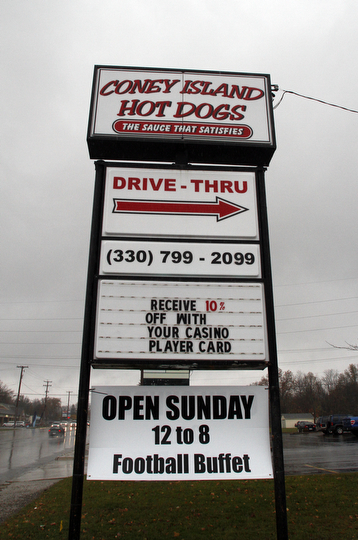 CONEY ISLAND
HOT DOGS
THE SAUCE THAT SATISFIES
DRIVE - THRU
(330) 799 - 2099
RECEIVE 10%
OFF WITH
YOUR CASINO
PLAYER CARD
OPEN SUNDAY
12 to 8
Football Buffet